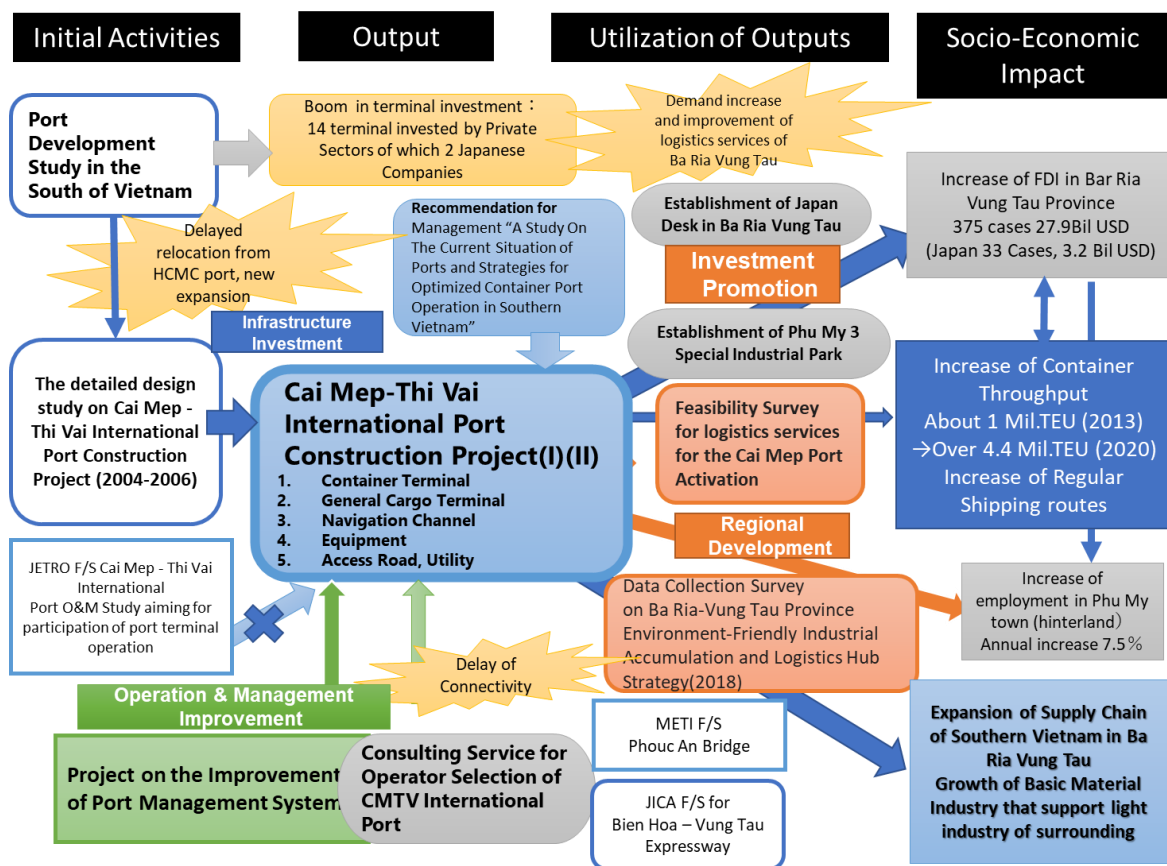 Initial Activities
Output
Utilization of Outputs
Socio-Economic
Impact
Port
Development
Study in the
South of Vietnam
Boom in terminal investment：
14 terminal invested by Private
Sectors of which 2 Japanese
Companies
Demand increase
and improvement of
logistics services of
Ba Ria Vung Tau
Delayed
relocation from
HCMC port, new
expansion
Recommendation for
Management “A Study On
The Current Situation of
Ports and Strategies for
Optimized Container Port
Operation in Southern
Vietnam”
Establishment of Japan
Desk in Ba Ria Vung Tau
Investment
Promotion
Establishment of Phu My 3
Special Industrial Park
Increase of FDI in Bar Ria
Vung Tau Province
375 cases 27.9Bil USD
(Japan 33 Cases, 3.2 Bil USD)
Infrastructure
Investment
The detailed design
study on Cai Mep -
Thi Vai International
Port Construction
Project (2004-2006)
Cai Mep-Thi Vai
International Port
Construction Project(I)(II)
1. Container Terminal
2. General Cargo Terminal
3. Navigation Channel
4. Equipment
5. Access Road, Utility
Feasibility Survey
for logistics services
for the Cai Mep Port
Activation
Increase of Container
Throughput
About 1 Mil.TEU (2013)
→Over 4.4 Mil.TEU (2020)
Increase of Regular
Shipping routes
Regional
Development
JETRO F/S Cai Mep - Thi Vai
International
Port O&M Study aiming for
participation of port terminal
operation
Data Collection Survey
on Ba Ria-Vung Tau Province
Environment-Friendly Industrial
Accumulation and Logistics Hub
Strategy(2018)
Increase of
employment in Phu My
town (hinterland）
Annual increase 7.5％
Delay of
Connectivity
Operation & Management
Improvement
Project on the Improvement
of Port Management System
Consulting Service for
Operator Selection of
CMTV International
Port
METI F/S
Phouc An Bridge
JICA F/S for
Bien Hoa – Vung Tau
Expressway
Expansion of Supply Chain
of Southern Vietnam in Ba
Ria Vung Tau
Growth of Basic Material
Industry that support light
industry of surrounding